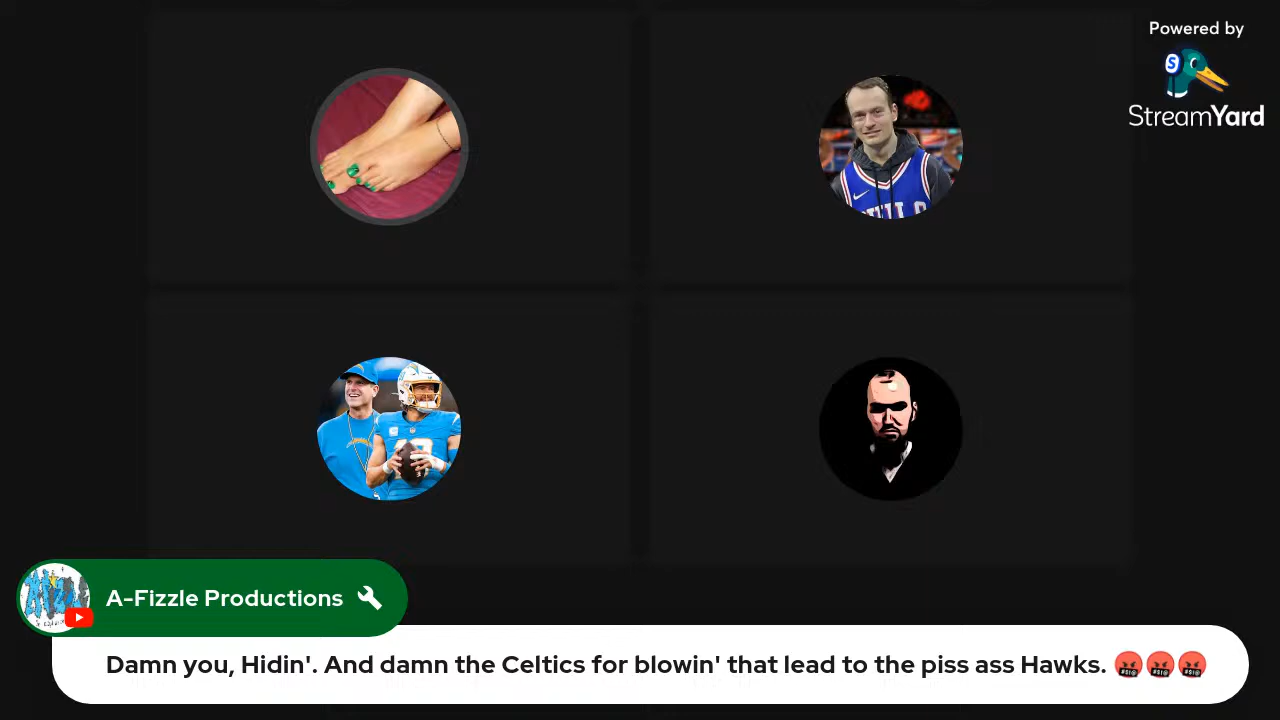 Powered by
StreamYard
A-Fizzle Productions
Damn you, Hidin'. And damn the Celtics for blowin' that lead to the piss ass Hawks. 🤬🤬🤬